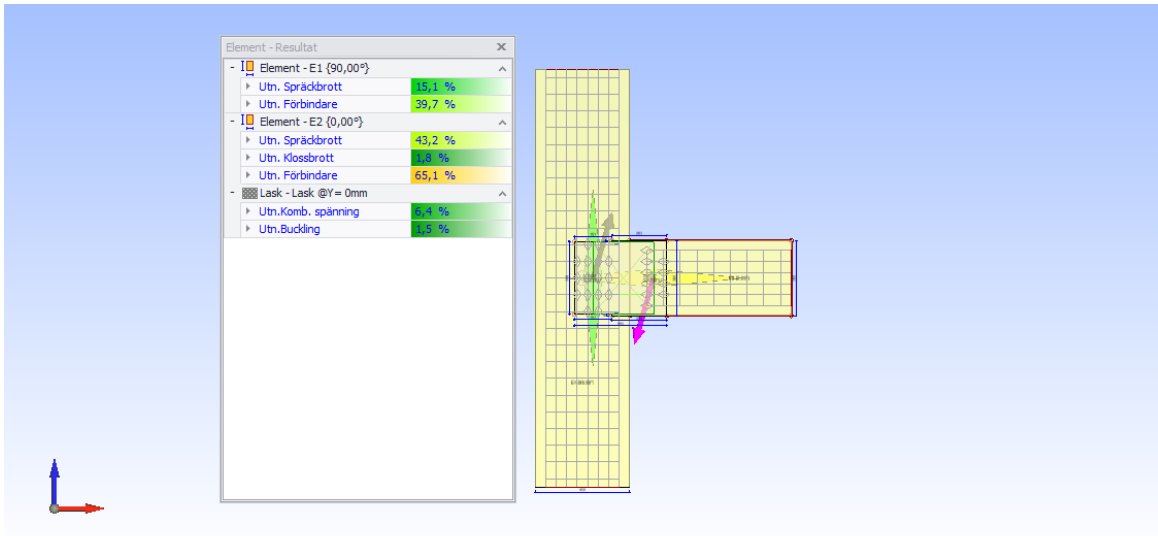 Element - Resultat
Element - E1 {90,00°}
Utn. Spräckbrott 15,1 %
Utn. Förbindare 39,7 %
Element - E2 {0,00°}
Utn. Spräckbrott 43,2 %
Utn. Klossbrott 1,8 %
Utn. Förbindare 65,1 %
Lask - Lask @Y= 0mm
Utn.Komb. spänning 6,4 %
Utn.Buckling 1,5 %